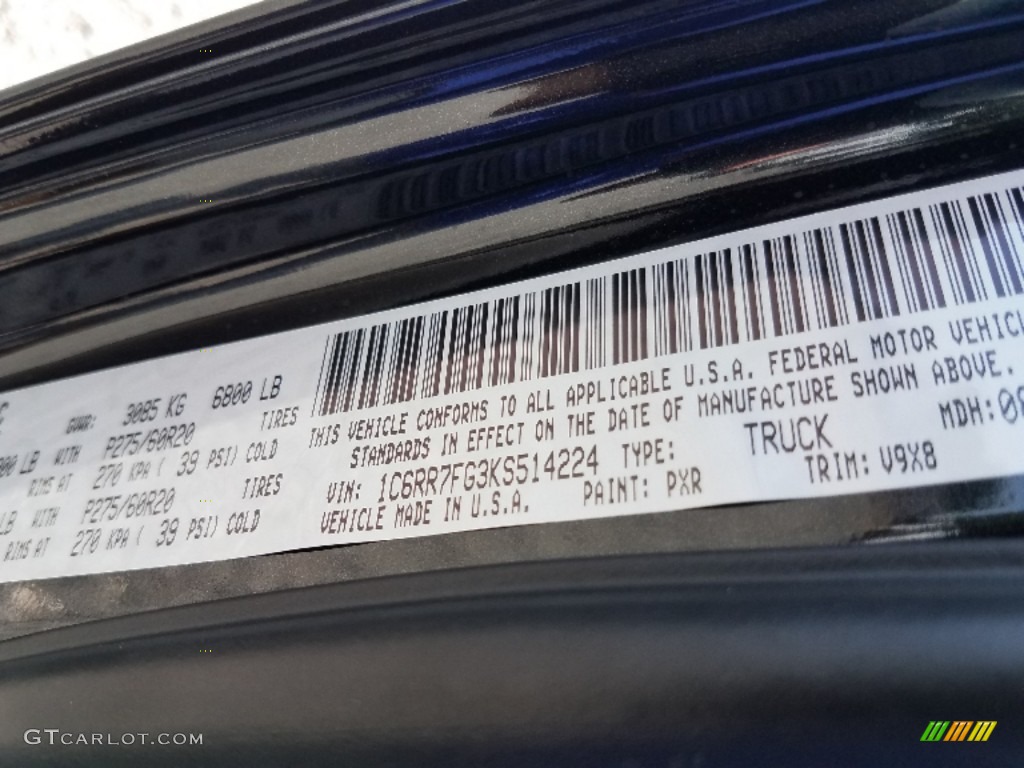 GVWR: 3085 KG 6800 LB
LB WITH P275/60R20 TIRES
RIMS AT 270 KPA ( 39 PSI) COLD
LB WITH P275/60R20 TIRES
RIMS AT 270 KPA ( 39 PSI) COLD
THIS VEHICLE CONFORMS TO ALL APPLICABLE U.S.A. FEDERAL MOTOR
STANDARDS IN EFFECT ON THE DATE OF MANUFACTURE SHOWN ABOVE.
VIN: 1C6RR7FG3KS514224 TYPE: TRUCK MDH:
VEHICLE MADE IN U.S.A. PAINT: PXR TRIM: V9X8
GTCARLOT.COM